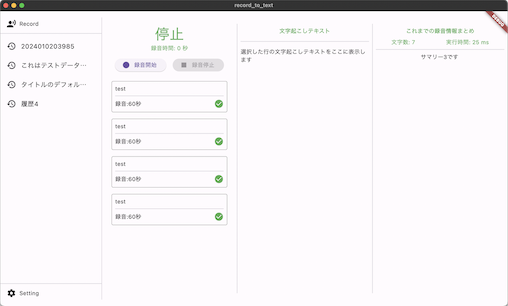 record_to_text
DEBUG
Record
2024010203985
これはテストデータ…
タイトルのデフォル…
履歴4
Setting
停止
録音時間: 0 秒
録音開始
録音停止
test
録音:60秒
test
録音:60秒
test
録音:60秒
test
録音:60秒
文字起こしテキスト
選択した行の文字起こしテキストをここに表示し
ます
これまでの録音情報まとめ
文字数: 7
実行時間: 25 ms
サマリー3です